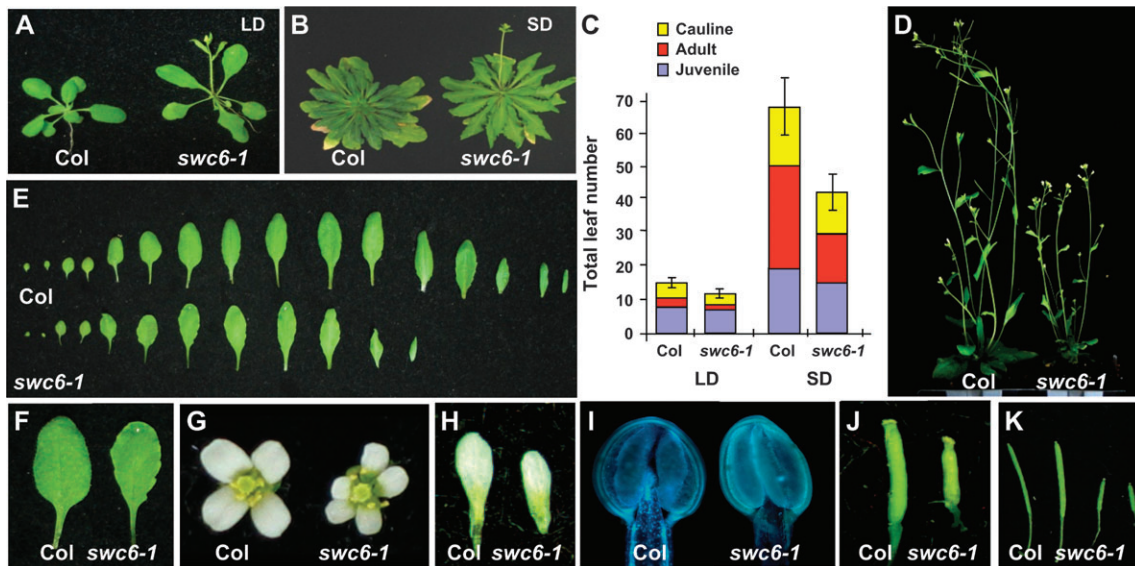 A
LD
Col
swc6-1
B
SD
Col
swc6-1
C
Cauline
Adult
Juvenile
Total leaf number
70
60
50
40
30
20
10
0
Col
swc6-1
Col
swc6-1
LD
SD
D
Col
swc6-1
E
Col
swc6-1
F
Col swc6-1
G
Col
swc6-1
H
Col swc6-1
I
Col
swc6-1
J
Col swc6-1
K
Col
swc6-1